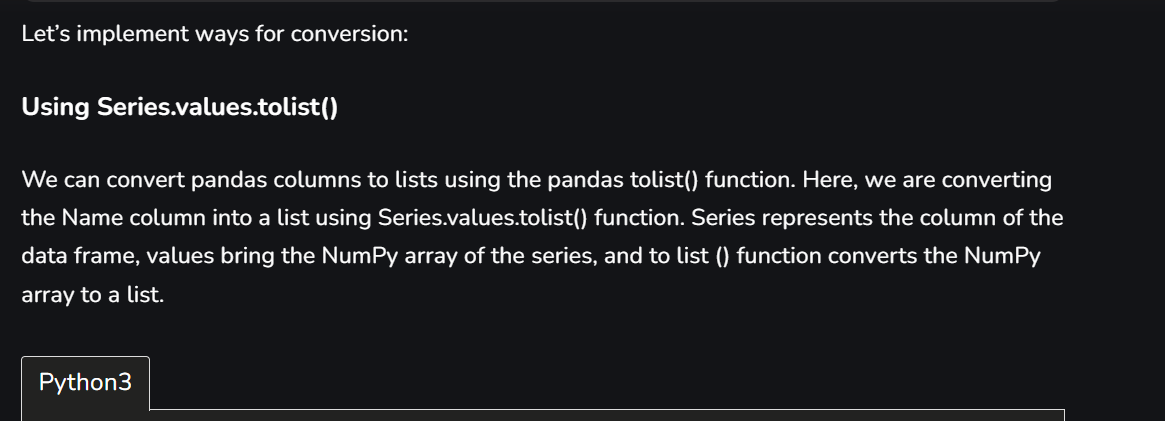 Let’s implement ways for conversion:
Using Series.values.tolist()
We can convert pandas columns to lists using the pandas tolist() function. Here, we are converting
the Name column into a list using Series.values.tolist() function. Series represents the column of the
data frame, values bring the NumPy array of the series, and to list () function converts the NumPy
array to a list.
Python3